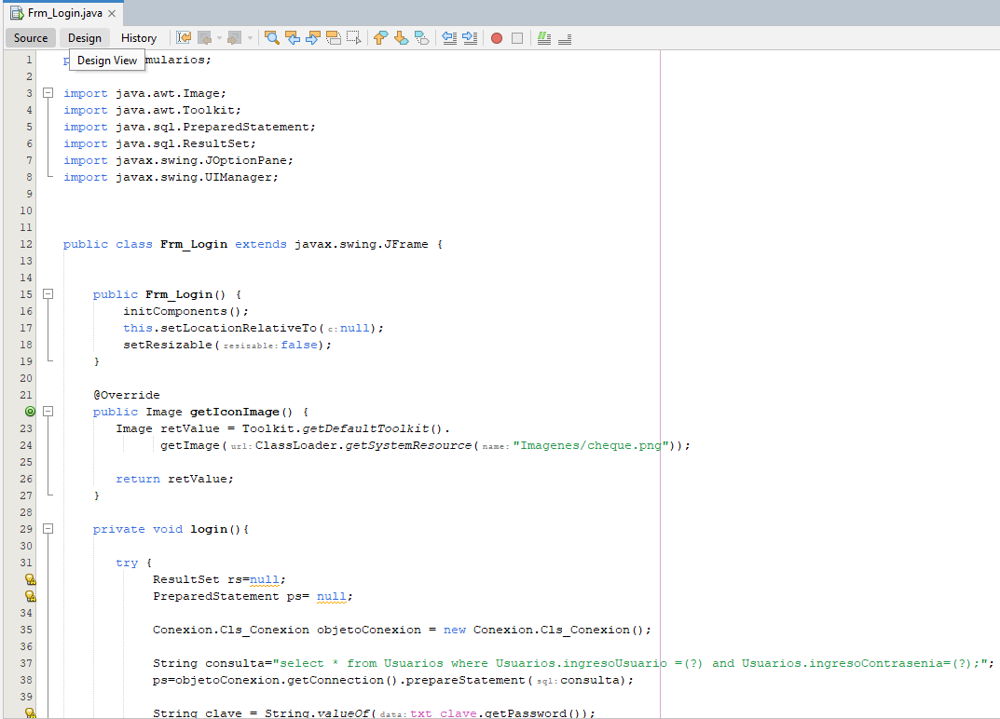 Frm_Login.java
Source Design History
Design View
1 p mularios;
2
3 import java.awt.Image;
4 import java.awt.Toolkit;
5 import java.sql.PreparedStatement;
6 import java.sql.ResultSet;
7 import javax.swing.JOptionPane;
8 import javax.swing.UIManager;
9
10
11
12 public class Frm_Login extends javax.swing.JFrame {
13
14
15 public Frm_Login() {
16 initComponents();
17 this.setLocationRelativeTo( c: null);
18 setResizable( resizable: false);
19 }
20
21 @Override
public Image getIconImage() {
23 Image retValue = Toolkit.getDefaultToolkit().
24 getImage( url: ClassLoader.getSystemResource( name: "Imagenes/cheque.png"));
25
26 return retValue;
27 }
28
29 private void login(){
30
31 try {
ResultSet rs=null;
PreparedStatement ps= null;
34
35 Conexion.Cls_Conexion objetoConexion = new Conexion.Cls_Conexion();
36
37 String consulta="select * from Usuarios where Usuarios.ingresoUsuario =(?) and Usuarios.ingresoContrasenia=(?);";
38 ps=objetoConexion.getConnection().prepareStatement( sql: consulta);
39
String clave = String.valueOf( data: txt_clave.getPassword());